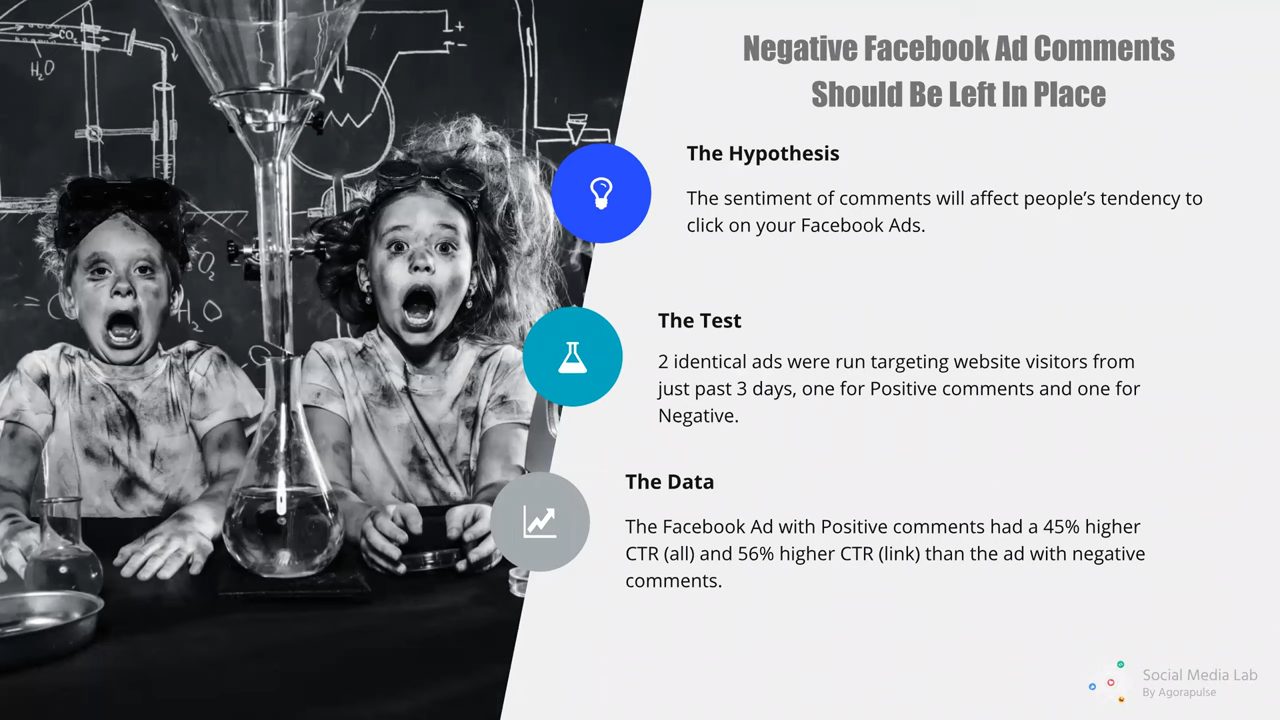 Negative Facebook Ad Comments
Should Be Left In Place
The Hypothesis
The sentiment of comments will affect people’s tendency to
click on your Facebook Ads.
The Test
2 identical ads were run targeting website visitors from
just past 3 days, one for Positive comments and one for
Negative.
The Data
The Facebook Ad with Positive comments had a 45% higher
CTR (all) and 56% higher CTR (link) than the ad with negative
comments.
Social Media Lab
By Agorapulse
CO₂
H₂O
+
−
O₂
= C
H₂O